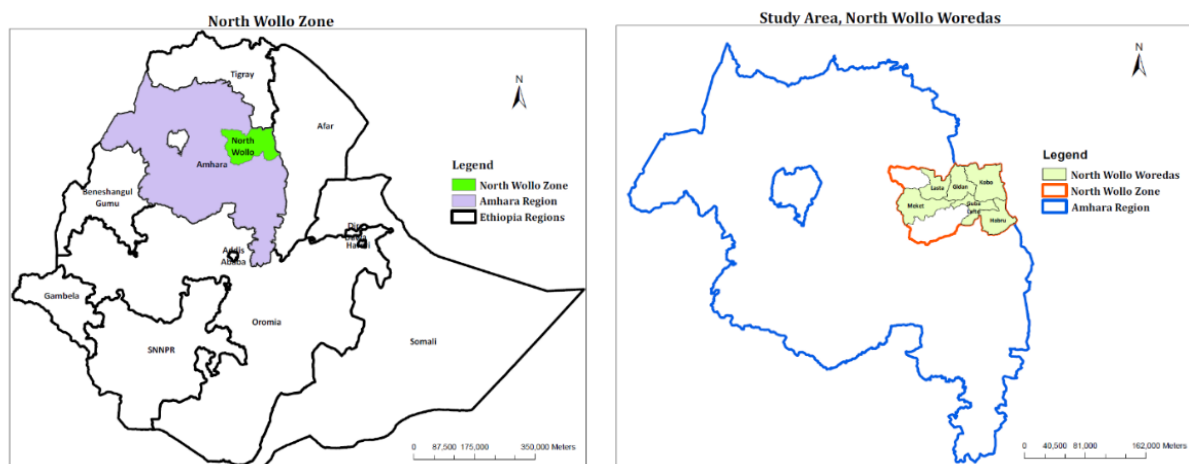 North Wollo Zone
Tigray
N
Afar
North
Wollo
Amhara
Beneshangul
Gumu
Legend
North Wollo Zone
Amhara Region
Ethiopia Regions
Addis
Ababa
Gambela
Oromia
SNNPR
Somali
0 87,500 175,000 350,000 Meters
Study Area, North Wollo Woredas
N
Legend
North Wollo Woredas
North Wollo Zone
Amhara Region
Lasta
Gidan
Kobo
Meket
Guba
Habru
0 40,500 81,000 162,000 Meters